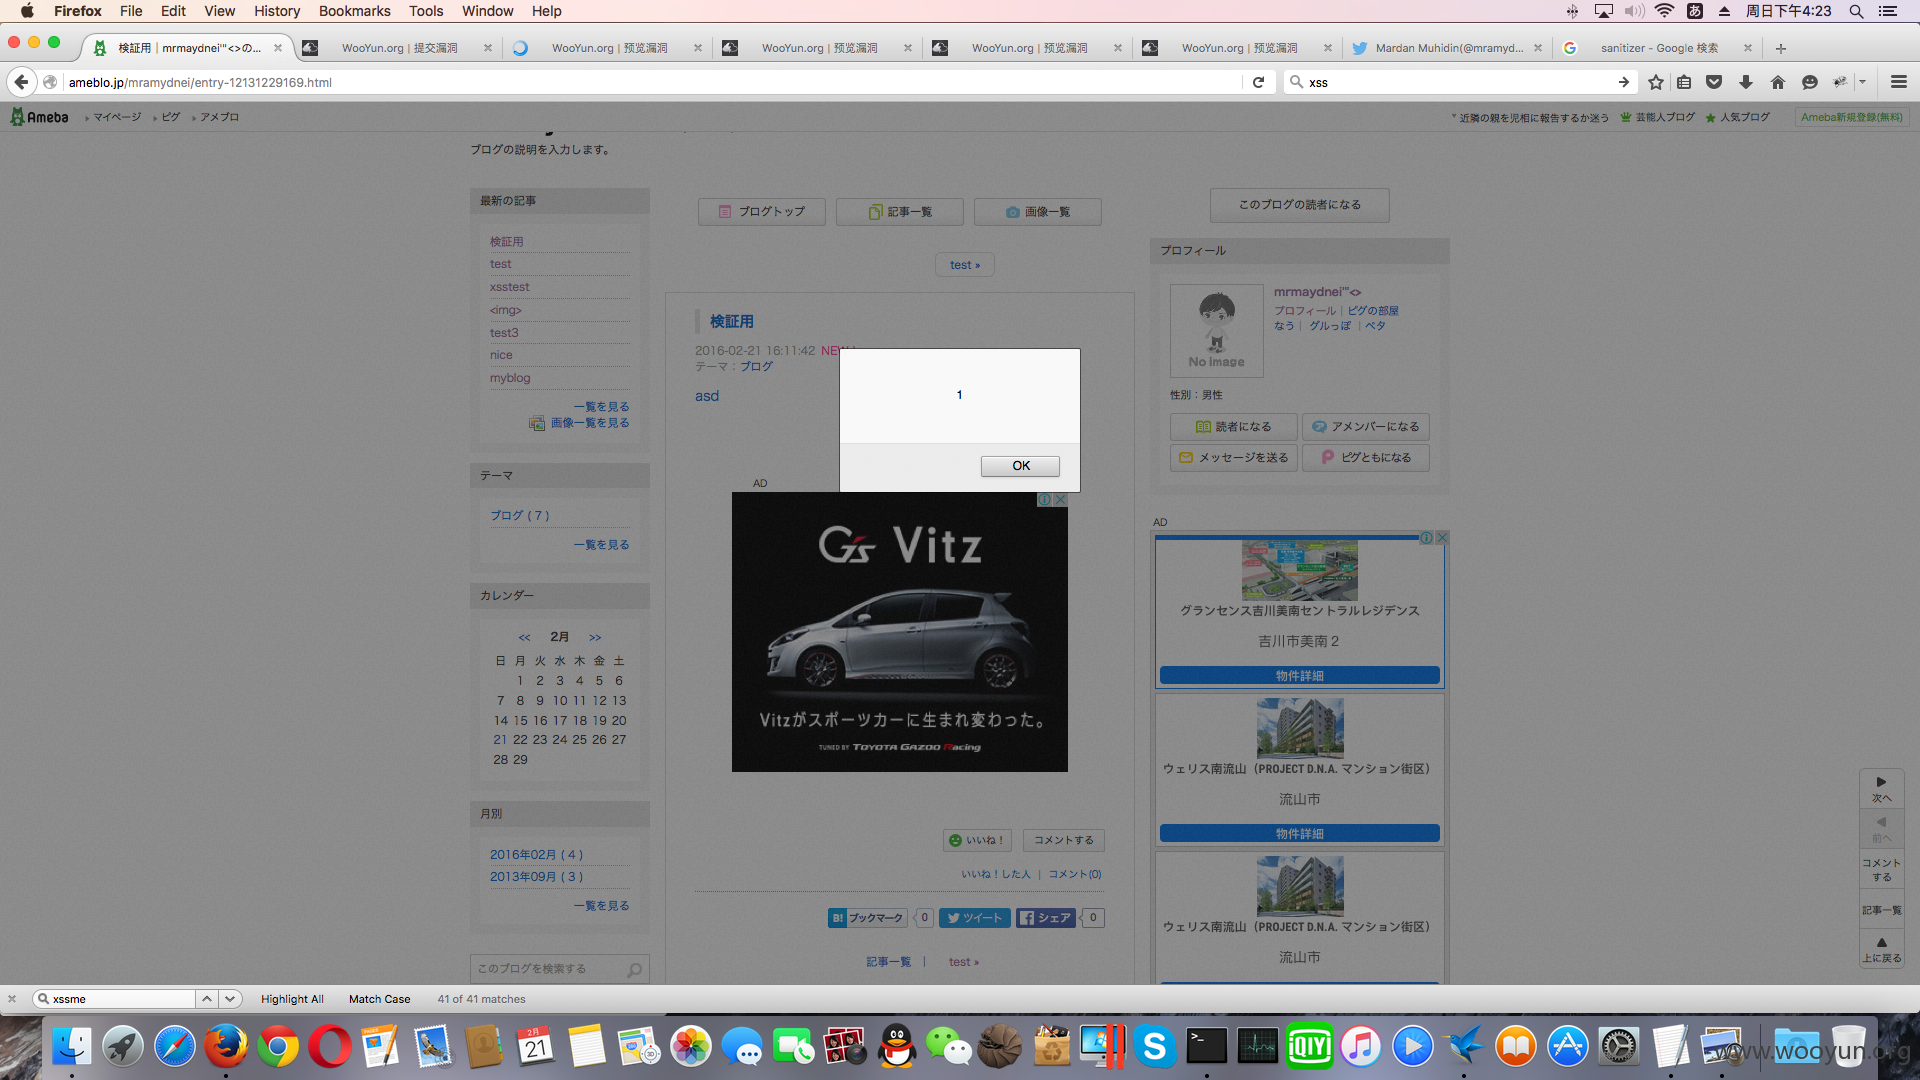 Firefox File Edit View History Bookmarks Tools Window Help
周日下午4:23
検証用｜mrmaydnei'"<>の...
WooYun.org | 提交漏洞
WooYun.org | 预览漏洞
WooYun.org | 预览漏洞
WooYun.org | 预览漏洞
WooYun.org | 预览漏洞
Mardan Muhidin(@mramyd...
sanitizer - Google 検索
ameblo.jp/mramydnei/entry-12131229169.html
xss
Ameba マイページ ピグ アメブロ
近隣の親を児相に報告するか迷う 芸能人ブログ 人気ブログ Ameba新規登録(無料)
ブログの説明を入力します。
最新の記事
検証用
test
xsstest
<img>
test3
nice
myblog
一覧を見る
画像一覧を見る
テーマ
ブログ ( 7 )
一覧を見る
カレンダー
<< 2月 >>
日 月 火 水 木 金 土
1 2 3 4 5 6
7 8 9 10 11 12 13
14 15 16 17 18 19 20
21 22 23 24 25 26 27
28 29
月別
2016年02月 ( 4 )
2013年09月 ( 3 )
一覧を見る
このブログを検索する
ブログトップ 記事一覧 画像一覧
test »
検証用
2016-02-21 16:11:42
テーマ：ブログ
asd
1
OK
AD
G's Vitz
Vitzがスポーツカーに生まれ変わった。
TUNED BY TOYOTA GAZOO Racing
いいね！ コメントする
いいね！した人 ｜ コメント(0)
B! ブックマーク 0 ツイート シェア 0
記事一覧 ｜ test »
このブログの読者になる
プロフィール
No image
mrmaydnei'"<>
プロフィール｜ピグの部屋
なう｜ グルっぽ ｜ペタ
性別：男性
読者になる アメンバーになる
メッセージを送る ピグともになる
AD
グランセンス吉川美南セントラルレジデンス
吉川市美南２
物件詳細
ウェリス南流山（PROJECT D.N.A. マンション街区）
流山市
物件詳細
ウェリス南流山（PROJECT D.N.A. マンション街区）
流山市
次へ
前へ
コメント
する
記事一覧
上に戻る
xssme Highlight All Match Case 41 of 41 matches
www.wooyun.org